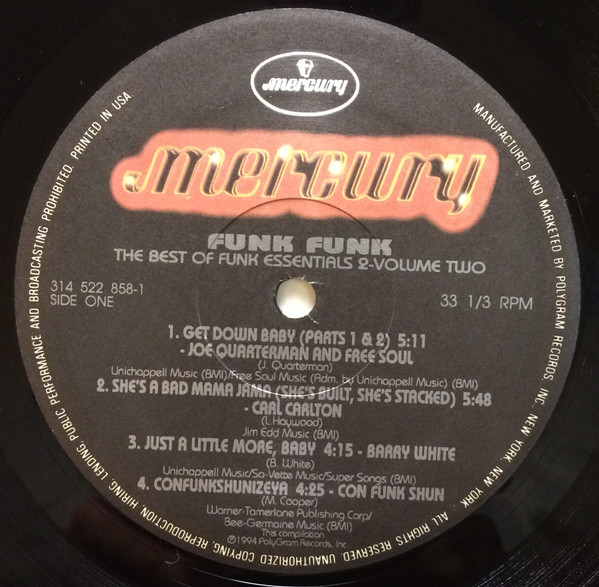 mercury
mercury
FUNK FUNK
THE BEST OF FUNK ESSENTIALS 2-VOLUME TWO
314 522 858-1
SIDE ONE
33 1/3 RPM
1. GET DOWN BABY (PARTS 1 & 2) 5:11
- JOE QUARTERMAN AND FREE SOUL
(J. Quarterman)
Unichappell Music (BMI)/Free Soul Music (Adm. by Unichappell Music) (BMI)
2. SHE'S A BAD MAMA JAMA (SHE'S BUILT, SHE'S STACKED) 5:48
- CARL CARLTON
(L.Haywood)
Jim Edd Music (BMI)
3. JUST A LITTLE MORE, BABY 4:15 - BARRY WHITE
(B. White)
Unichappell Music/Sa-Vette Music/Super Songs (BMI)
4. CONFUNKSHUNIZEYA 4:25 - CON FUNK SHUN
(M. Cooper)
Warner-Tamerlane Publishing Corp/
Bee-Germaine Music (BMI)
This compilation
℗1994 PolyGram Records, Inc.
MANUFACTURED AND MARKETED BY POLYGRAM RECORDS INC. NEW YORK, NEW YORK. ALL RIGHTS RESERVED. UNAUTHORIZED COPYING, REPRODUCTION HIRING, LENDING, PUBLIC PERFORMANCE AND BROADCASTING PROHIBITED. PRINTED IN USA